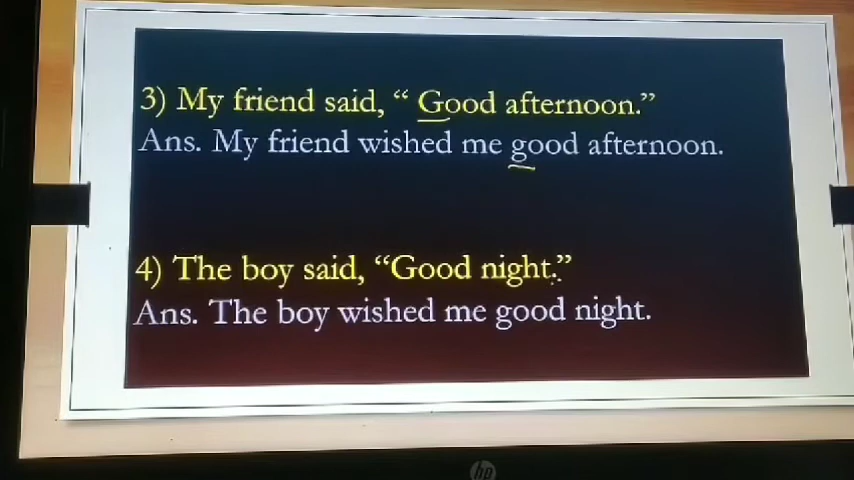 3) My friend said, “ Good afternoon.”
Ans. My friend wished me good afternoon.
4) The boy said, “Good night.”
Ans. The boy wished me good night.
hp